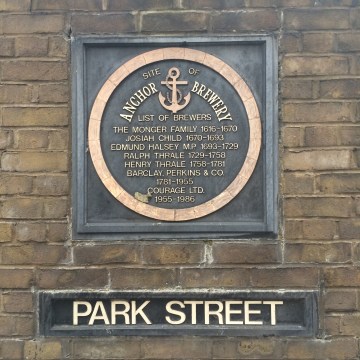 SITE OF
ANCHOR BREWERY
LIST OF BREWERS
THE MONGER FAMILY 1616-1670
JOSIAH CHILD 1670-1693
EDMUND HALSEY M.P. 1693-1729
RALPH THRALE 1729-1758
HENRY THRALE 1758-1781
BARCLAY, PERKINS & CO.
1781-1955
COURAGE LTD.
1955-1986
PARK STREET